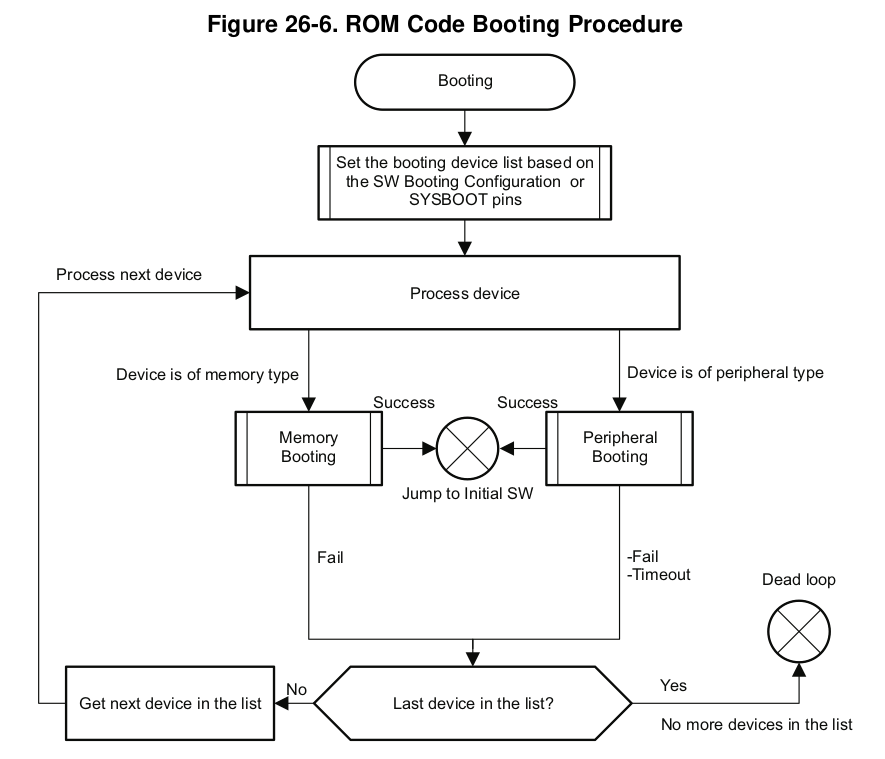 Figure 26-6. ROM Code Booting Procedure
Booting
Set the booting device list based on
the SW Booting Configuration or
SYSBOOT pins
Process next device
Process device
Device is of memory type
Device is of peripheral type
Success
Success
Memory
Booting
Peripheral
Booting
Jump to Initial SW
Fail
-Fail
-Timeout
Dead loop
Get next device in the list
No
Last device in the list?
Yes
No more devices in the list